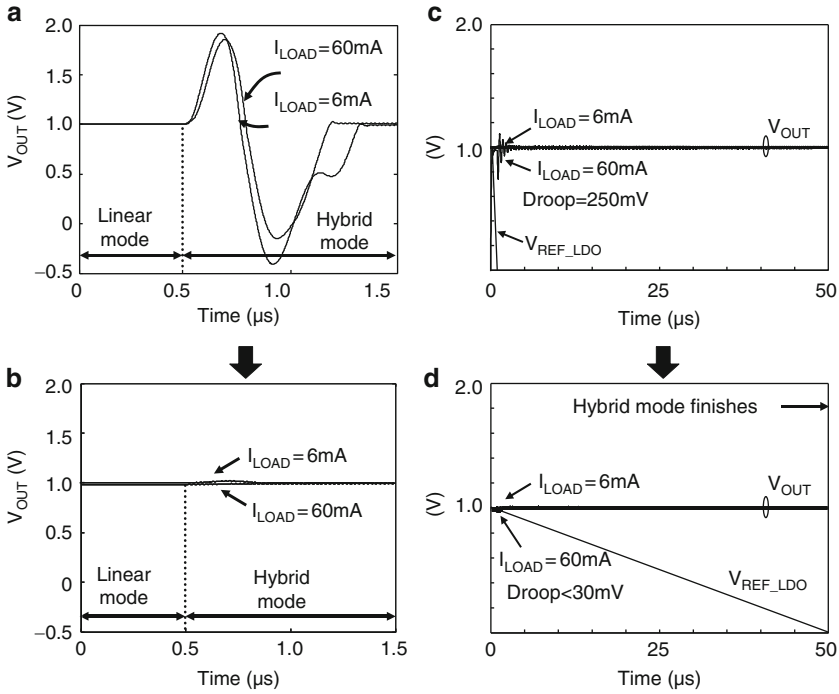 a
2.0
1.5
1.0
0.5
0
−0.5
V_OUT (V)
I_LOAD=60mA
I_LOAD=6mA
Linear mode
Hybrid mode
0
0.5
1.0
1.5
Time (μs)
b
2.0
1.5
1.0
0.5
0
−0.5
V_OUT (V)
I_LOAD=6mA
I_LOAD=60mA
Linear mode
Hybrid mode
0
0.5
1.0
1.5
Time (μs)
c
2.0
1.0
(V)
I_LOAD=6mA
V_OUT
I_LOAD=60mA
Droop=250mV
V_REF_LDO
0
25
50
Time (μs)
d
2.0
1.0
(V)
Hybrid mode finishes
I_LOAD=6mA
V_OUT
I_LOAD=60mA
Droop<30mV
V_REF_LDO
0
25
50
Time (μs)